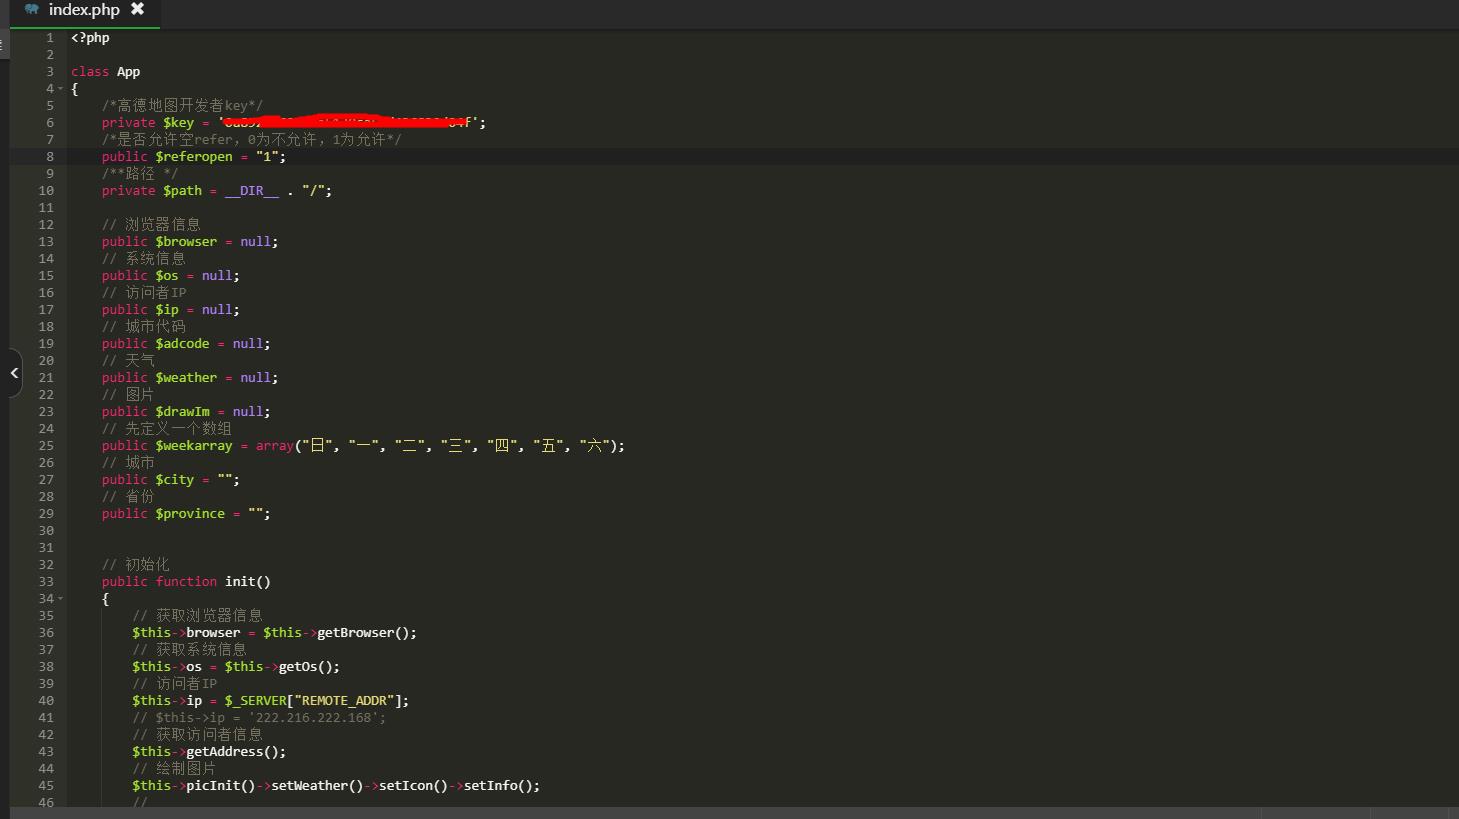 index.php ✖
1 <?php
2
3 class App
4 {
5 /*高德地图开发者key*/
6 private $key = ' f';
7 /*是否允许空refer，0为不允许，1为允许*/
8 public $referopen = "1";
9 /**路径 */
10 private $path = __DIR__ . "/";
11
12 // 浏览器信息
13 public $browser = null;
14 // 系统信息
15 public $os = null;
16 // 访问者IP
17 public $ip = null;
18 // 城市代码
19 public $adcode = null;
20 // 天气
21 public $weather = null;
22 // 图片
23 public $drawIm = null;
24 // 先定义一个数组
25 public $weekarray = array("日", "一", "二", "三", "四", "五", "六");
26 // 城市
27 public $city = "";
28 // 省份
29 public $province = "";
30
31
32 // 初始化
33 public function init()
34 {
35 // 获取浏览器信息
36 $this->browser = $this->getBrowser();
37 // 获取系统信息
38 $this->os = $this->getOs();
39 // 访问者IP
40 $this->ip = $_SERVER["REMOTE_ADDR"];
41 // $this->ip = '222.216.222.168';
42 // 获取访问者信息
43 $this->getAddress();
44 // 绘制图片
45 $this->picInit()->setWeather()->setIcon()->setInfo();
46 //